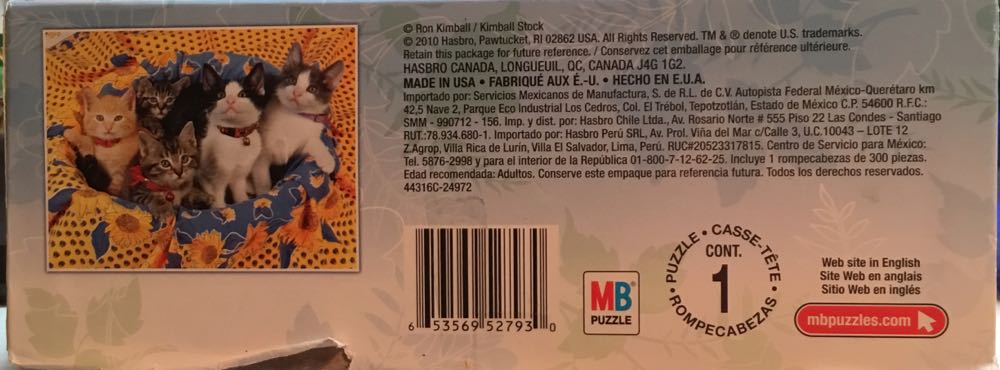 © Ron Kimball / Kimball Stock
© 2010 Hasbro, Pawtucket, RI 02862 USA. All Rights Reserved. TM & ® denote U.S. trademarks.
Retain this package for future reference. / Conservez cet emballage pour référence ultérieure.
HASBRO CANADA, LONGUEUIL, QC, CANADA J4G 1G2.
MADE IN USA • FABRIQUÉ AUX É.-U. • HECHO EN E.U.A.
Importado por: Servicios Mexicanos de Manufactura, S. de R.L. de C.V. Autopista Federal México-Querétaro km
42,5 Nave 2, Parque Eco Industrial Los Cedros, Col. El Trébol, Tepotzotlán, Estado de México C.P. 54600 R.F.C.:
SMM - 990712 - 156. Imp. y dist. por: Hasbro Chile Ltda., Av. Rosario Norte # 555 Piso 22 Las Condes - Santiago
RUT.:78.934.680-1. Importado por: Hasbro Perú SRL, Av. Prol. Viña del Mar c/Calle 3, U.C.10043 – LOTE 12
Z.Agrop, Villa Rica de Lurín, Villa El Salvador, Lima, Perú. RUC#20523317815. Centro de Servicio para México:
Tel. 5876-2998 y para el interior de la República 01-800-7-12-62-25. Incluye 1 rompecabezas de 300 piezas.
Edad recomendada: Adultos. Conserve este empaque para referencia futura. Todos los derechos reservados.
44316C-24972
6 53569 52793 0
MB®
PUZZLE
• PUZZLE • CASSE-TÊTE • ROMPECABEZAS
CONT.
1
Web site in English
Site Web en anglais
Sitio Web en inglés
mbpuzzles.com